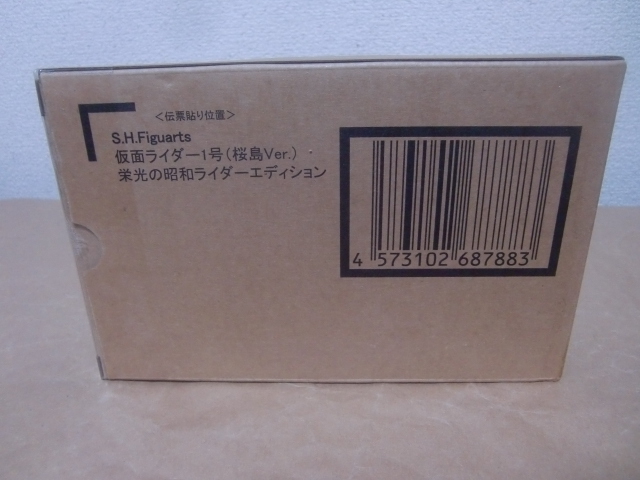 ＜伝票貼り位置＞
S.H.Figuarts
仮面ライダー1号（桜島Ver.）
栄光の昭和ライダーエディション
4 573102 687883